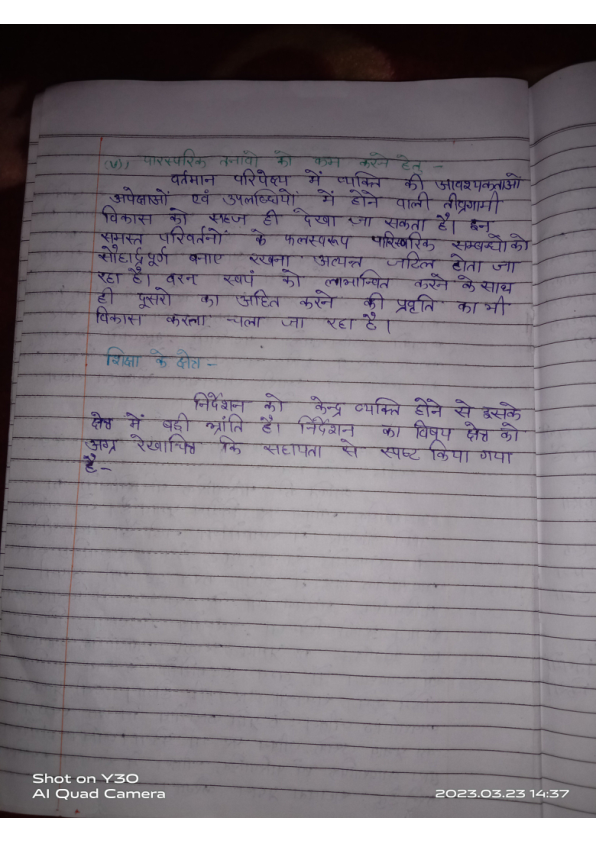 (v), पारस्परिक तनावो को कम करने हेतु -
वर्तमान परिपेक्ष्य में व्यक्ति की आवश्यकताओं
अपेक्षाओं एवं उपलब्धियों में होने वाली तीव्रगामी
विकास को सहज ही देखा जा सकता है। इन
समस्त परिवर्तनों के फलस्वरूप पारिस्परिक सम्बन्धों को
सौहार्द्रपूर्ण बनाए रखना अत्यन्त जटिल होता जा
रहा है। वरन स्वयं को लाभान्वित करने के साथ
ही दूसरो का अहित करने की प्रवृति का भी
विकास करता चला जा रहा है।
शिक्षा के क्षेत्र -
निर्देशन को केन्द्र व्यक्ति होने से इसके
क्षेत्र में बढी भ्रांति है। निर्देशन का विषय क्षेत्र को
अग्र रेखाचित्र कि सहायता से स्पष्ट किया गया
है -
Shot on Y30
AI Quad Camera
2023.03.23 14:37